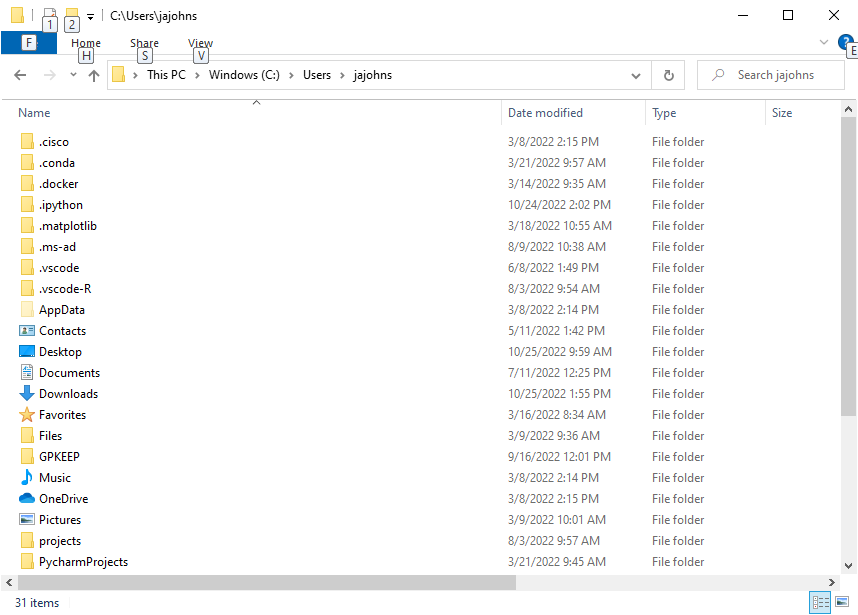 C:\Users\jajohns
1 2
F Home Share View
? E
H S V
This PC > Windows (C:) > Users > jajohns Search jajohns
Name Date modified Type Size
.cisco 3/8/2022 2:15 PM File folder
.conda 3/21/2022 9:57 AM File folder
.docker 3/14/2022 9:35 AM File folder
.ipython 10/24/2022 2:02 PM File folder
.matplotlib 3/18/2022 10:55 AM File folder
.ms-ad 8/9/2022 10:38 AM File folder
.vscode 6/8/2022 1:49 PM File folder
.vscode-R 8/3/2022 9:54 AM File folder
AppData 3/8/2022 2:14 PM File folder
Contacts 5/11/2022 1:42 PM File folder
Desktop 10/25/2022 9:59 AM File folder
Documents 7/11/2022 12:25 PM File folder
Downloads 10/25/2022 1:55 PM File folder
Favorites 3/16/2022 8:34 AM File folder
Files 3/9/2022 9:36 AM File folder
GPKEEP 9/16/2022 12:01 PM File folder
Music 3/8/2022 2:14 PM File folder
OneDrive 3/8/2022 2:15 PM File folder
Pictures 3/9/2022 10:01 AM File folder
projects 8/3/2022 9:57 AM File folder
PycharmProjects 3/21/2022 9:45 AM File folder
31 items